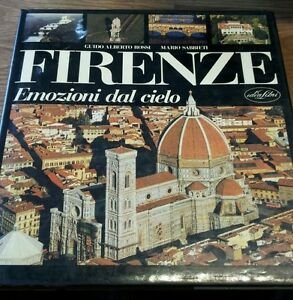 GUIDO ALBERTO ROSSI MARIO SABBIETI
FIRENZE
Emozioni dal cielo